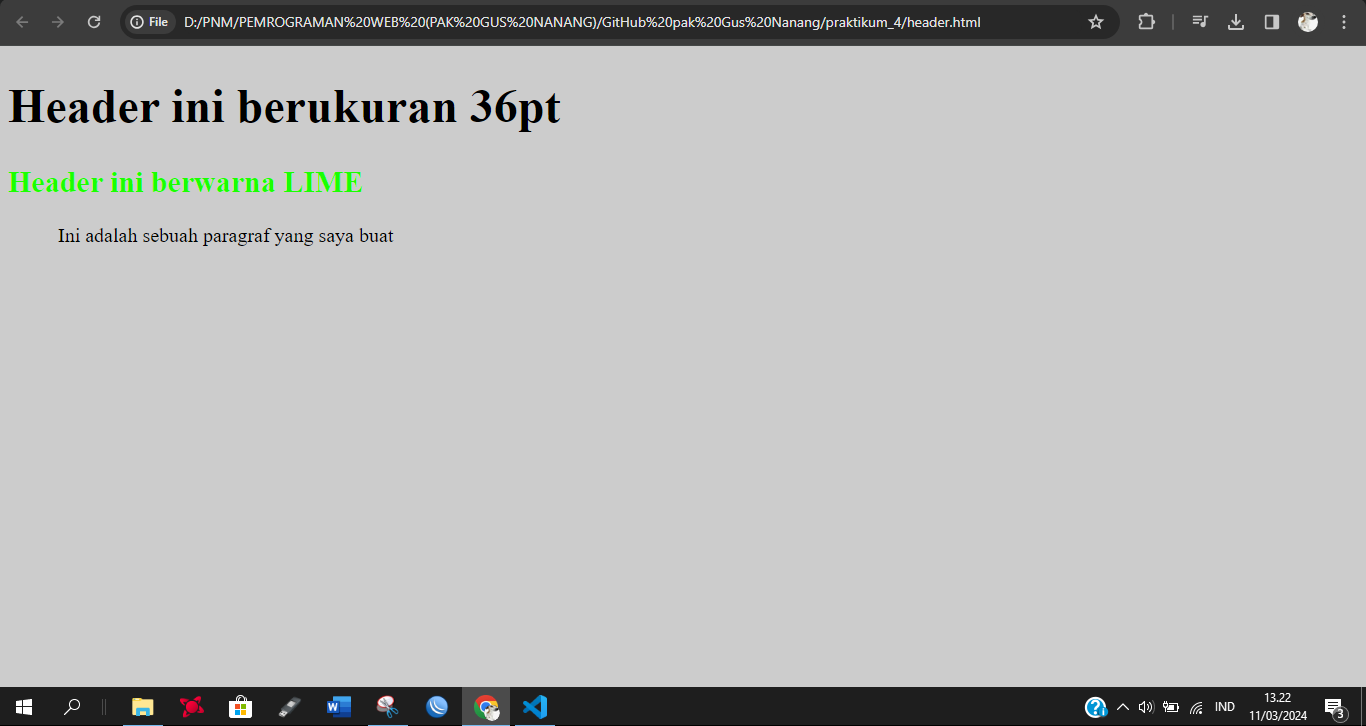 File D:/PNM/PEMROGRAMAN%20WEB%20(PAK%20GUS%20NANANG)/GitHub%20pak%20Gus%20Nanang/praktikum_4/header.html
Header ini berukuran 36pt
Header ini berwarna LIME
Ini adalah sebuah paragraf yang saya buat
IND
13.22
11/03/2024
3